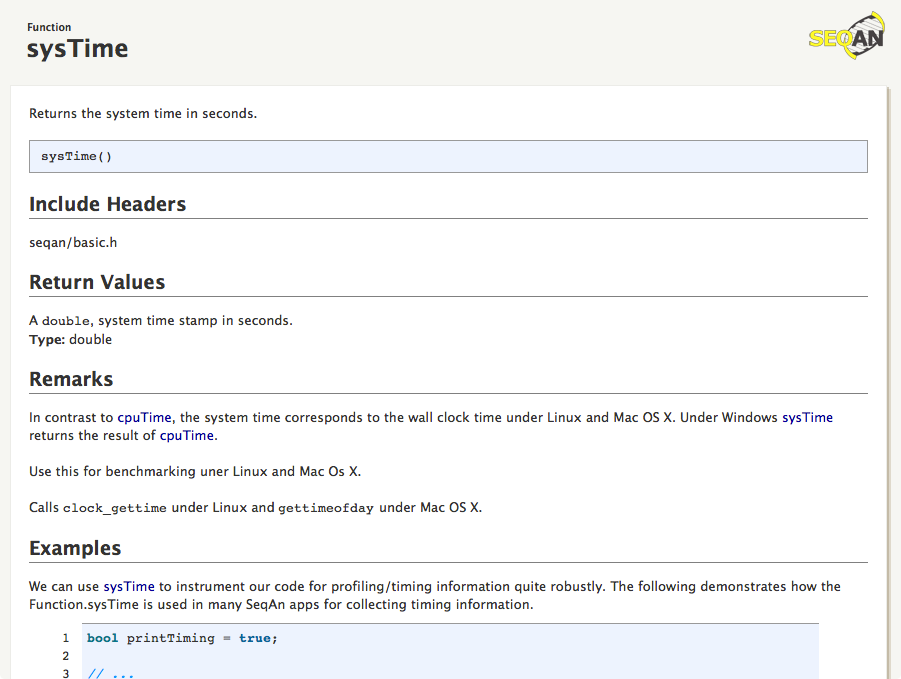 Function
sysTime
SEQAN
Returns the system time in seconds.
sysTime()
Include Headers
seqan/basic.h
Return Values
A double, system time stamp in seconds.
Type: double
Remarks
In contrast to cpuTime, the system time corresponds to the wall clock time under Linux and Mac OS X. Under Windows sysTime
returns the result of cpuTime.
Use this for benchmarking uner Linux and Mac Os X.
Calls clock_gettime under Linux and gettimeofday under Mac OS X.
Examples
We can use sysTime to instrument our code for profiling/timing information quite robustly. The following demonstrates how the
Function.sysTime is used in many SeqAn apps for collecting timing information.
1 bool printTiming = true;
2
3 // ...